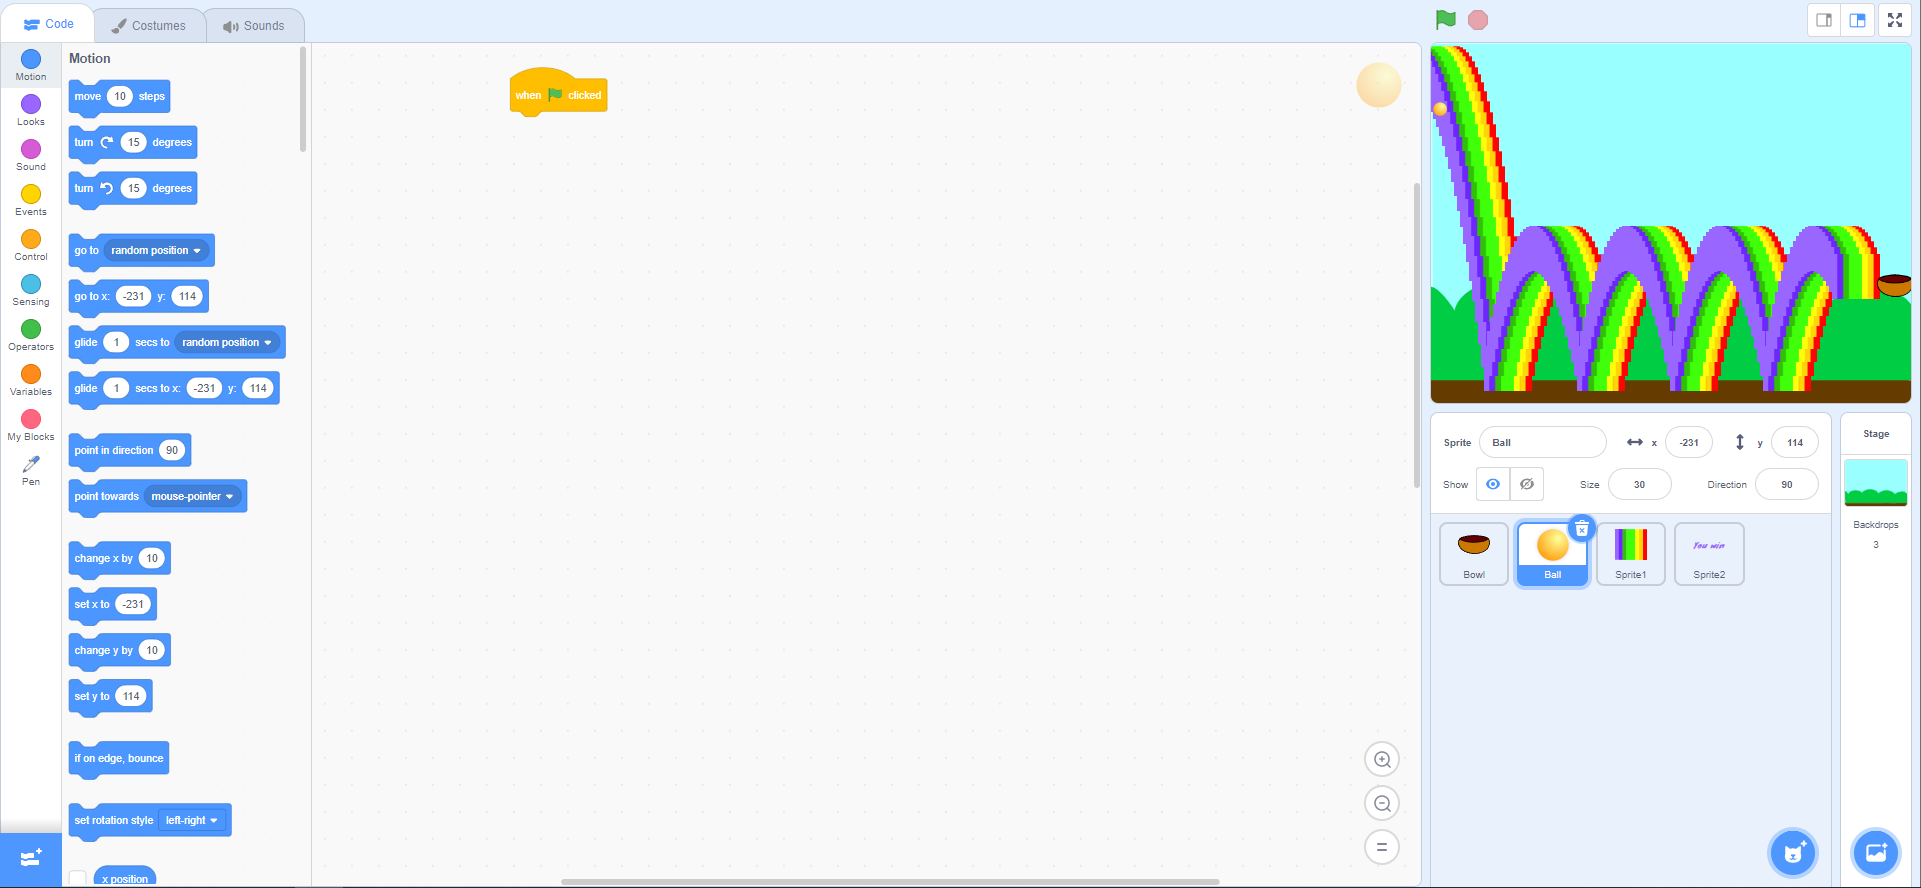 Code
Costumes
Sounds
Motion
Looks
Sound
Events
Control
Sensing
Operators
Variables
My Blocks
Pen
Motion
move 10 steps
turn 15 degrees
turn 15 degrees
go to random position
go to x: -231 y: 114
glide 1 secs to random position
glide 1 secs to x: -231 y: 114
point in direction 90
point towards mouse-pointer
change x by 10
set x to -231
change y by 10
set y to 114
if on edge, bounce
set rotation style left-right
x position
when clicked
Sprite Ball x -231 y 114
Show Size 30 Direction 90
Bowl
Ball
Sprite1
You win
Sprite2
Stage
Backdrops
3